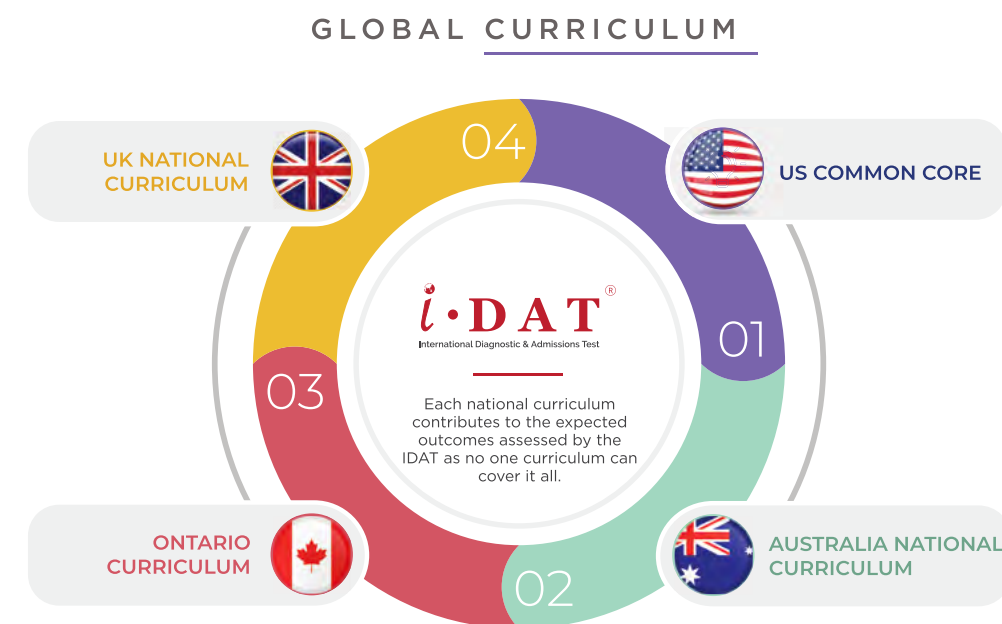 GLOBAL CURRICULUM
04
UK NATIONAL
CURRICULUM
US COMMON CORE
i·DAT®
International Diagnostic & Admissions Test
01
03
Each national curriculum
contributes to the expected
outcomes assessed by the
IDAT as no one curriculum can
cover it all.
ONTARIO
CURRICULUM
02
AUSTRALIA NATIONAL
CURRICULUM